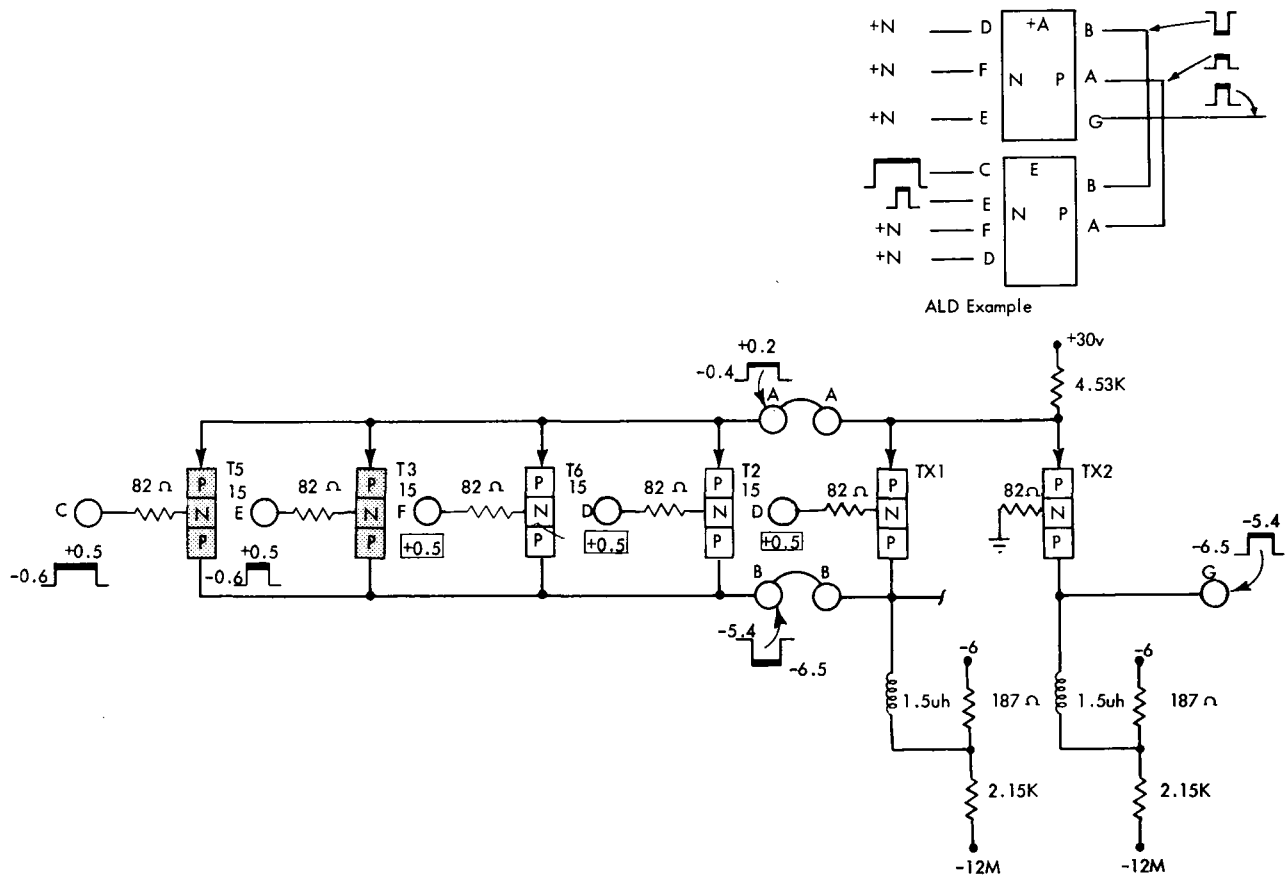 +N D +A B
+N F N P A
+N E G
C E B
E N P
+N F A
+N D
ALD Example
+0.2
-0.4
A A
+30v
4.53K
T5 T3 T6 T2 TX1 TX2
15 15 15 15
82 Ω 82 Ω 82 Ω 82 Ω 82Ω 82Ω
C E F D D
P P P P P P
N N N N N N
P P P P P P
+0.5 +0.5 +0.5 +0.5 +0.5
-0.6 -0.6
-5.4
-6.5
G
B B
-5.4
-6.5
-6 -6
1.5uh 187 Ω 1.5uh 187 Ω
2.15K 2.15K
-12M -12M